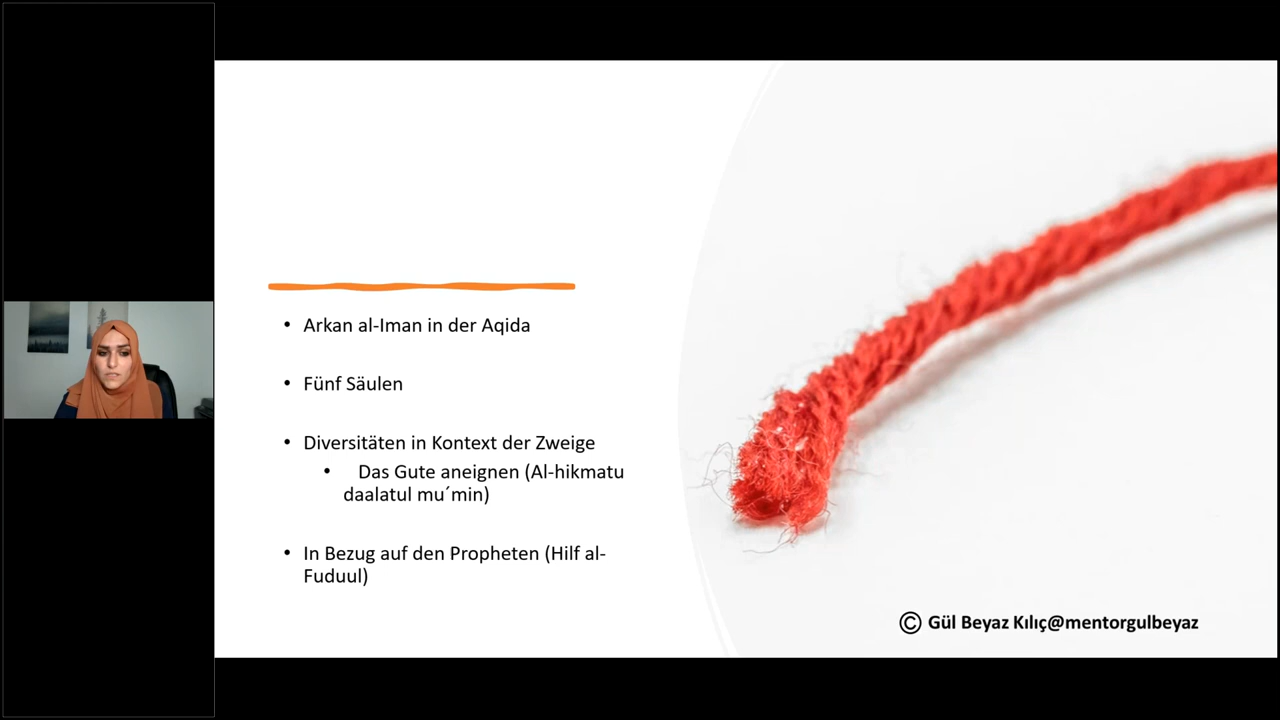 • Arkan al-Iman in der Aqida
• Fünf Säulen
• Diversitäten in Kontext der Zweige
• Das Gute aneignen (Al-hikmatu
daalatul mu´min)
• In Bezug auf den Propheten (Hilf al-
Fuduul)
© Gül Beyaz Kılıç@mentorgulbeyaz